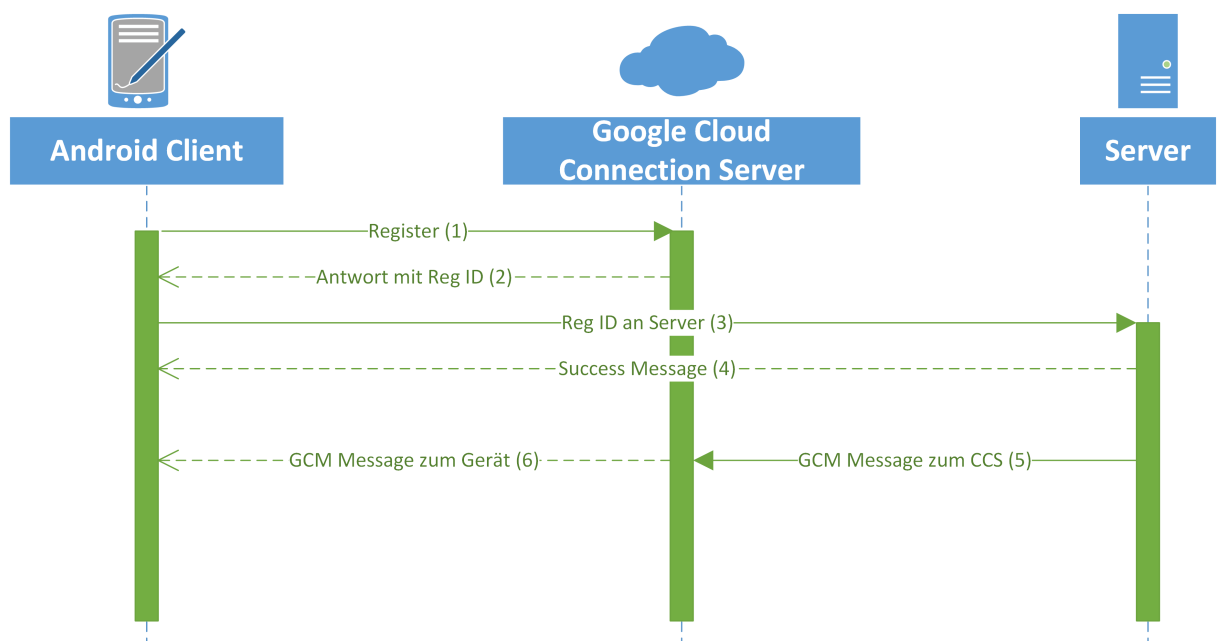 Android Client
Google Cloud
Connection Server
Server
Register (1)
Antwort mit Reg ID (2)
Reg ID an Server (3)
Success Message (4)
GCM Message zum Gerät (6)
GCM Message zum CCS (5)